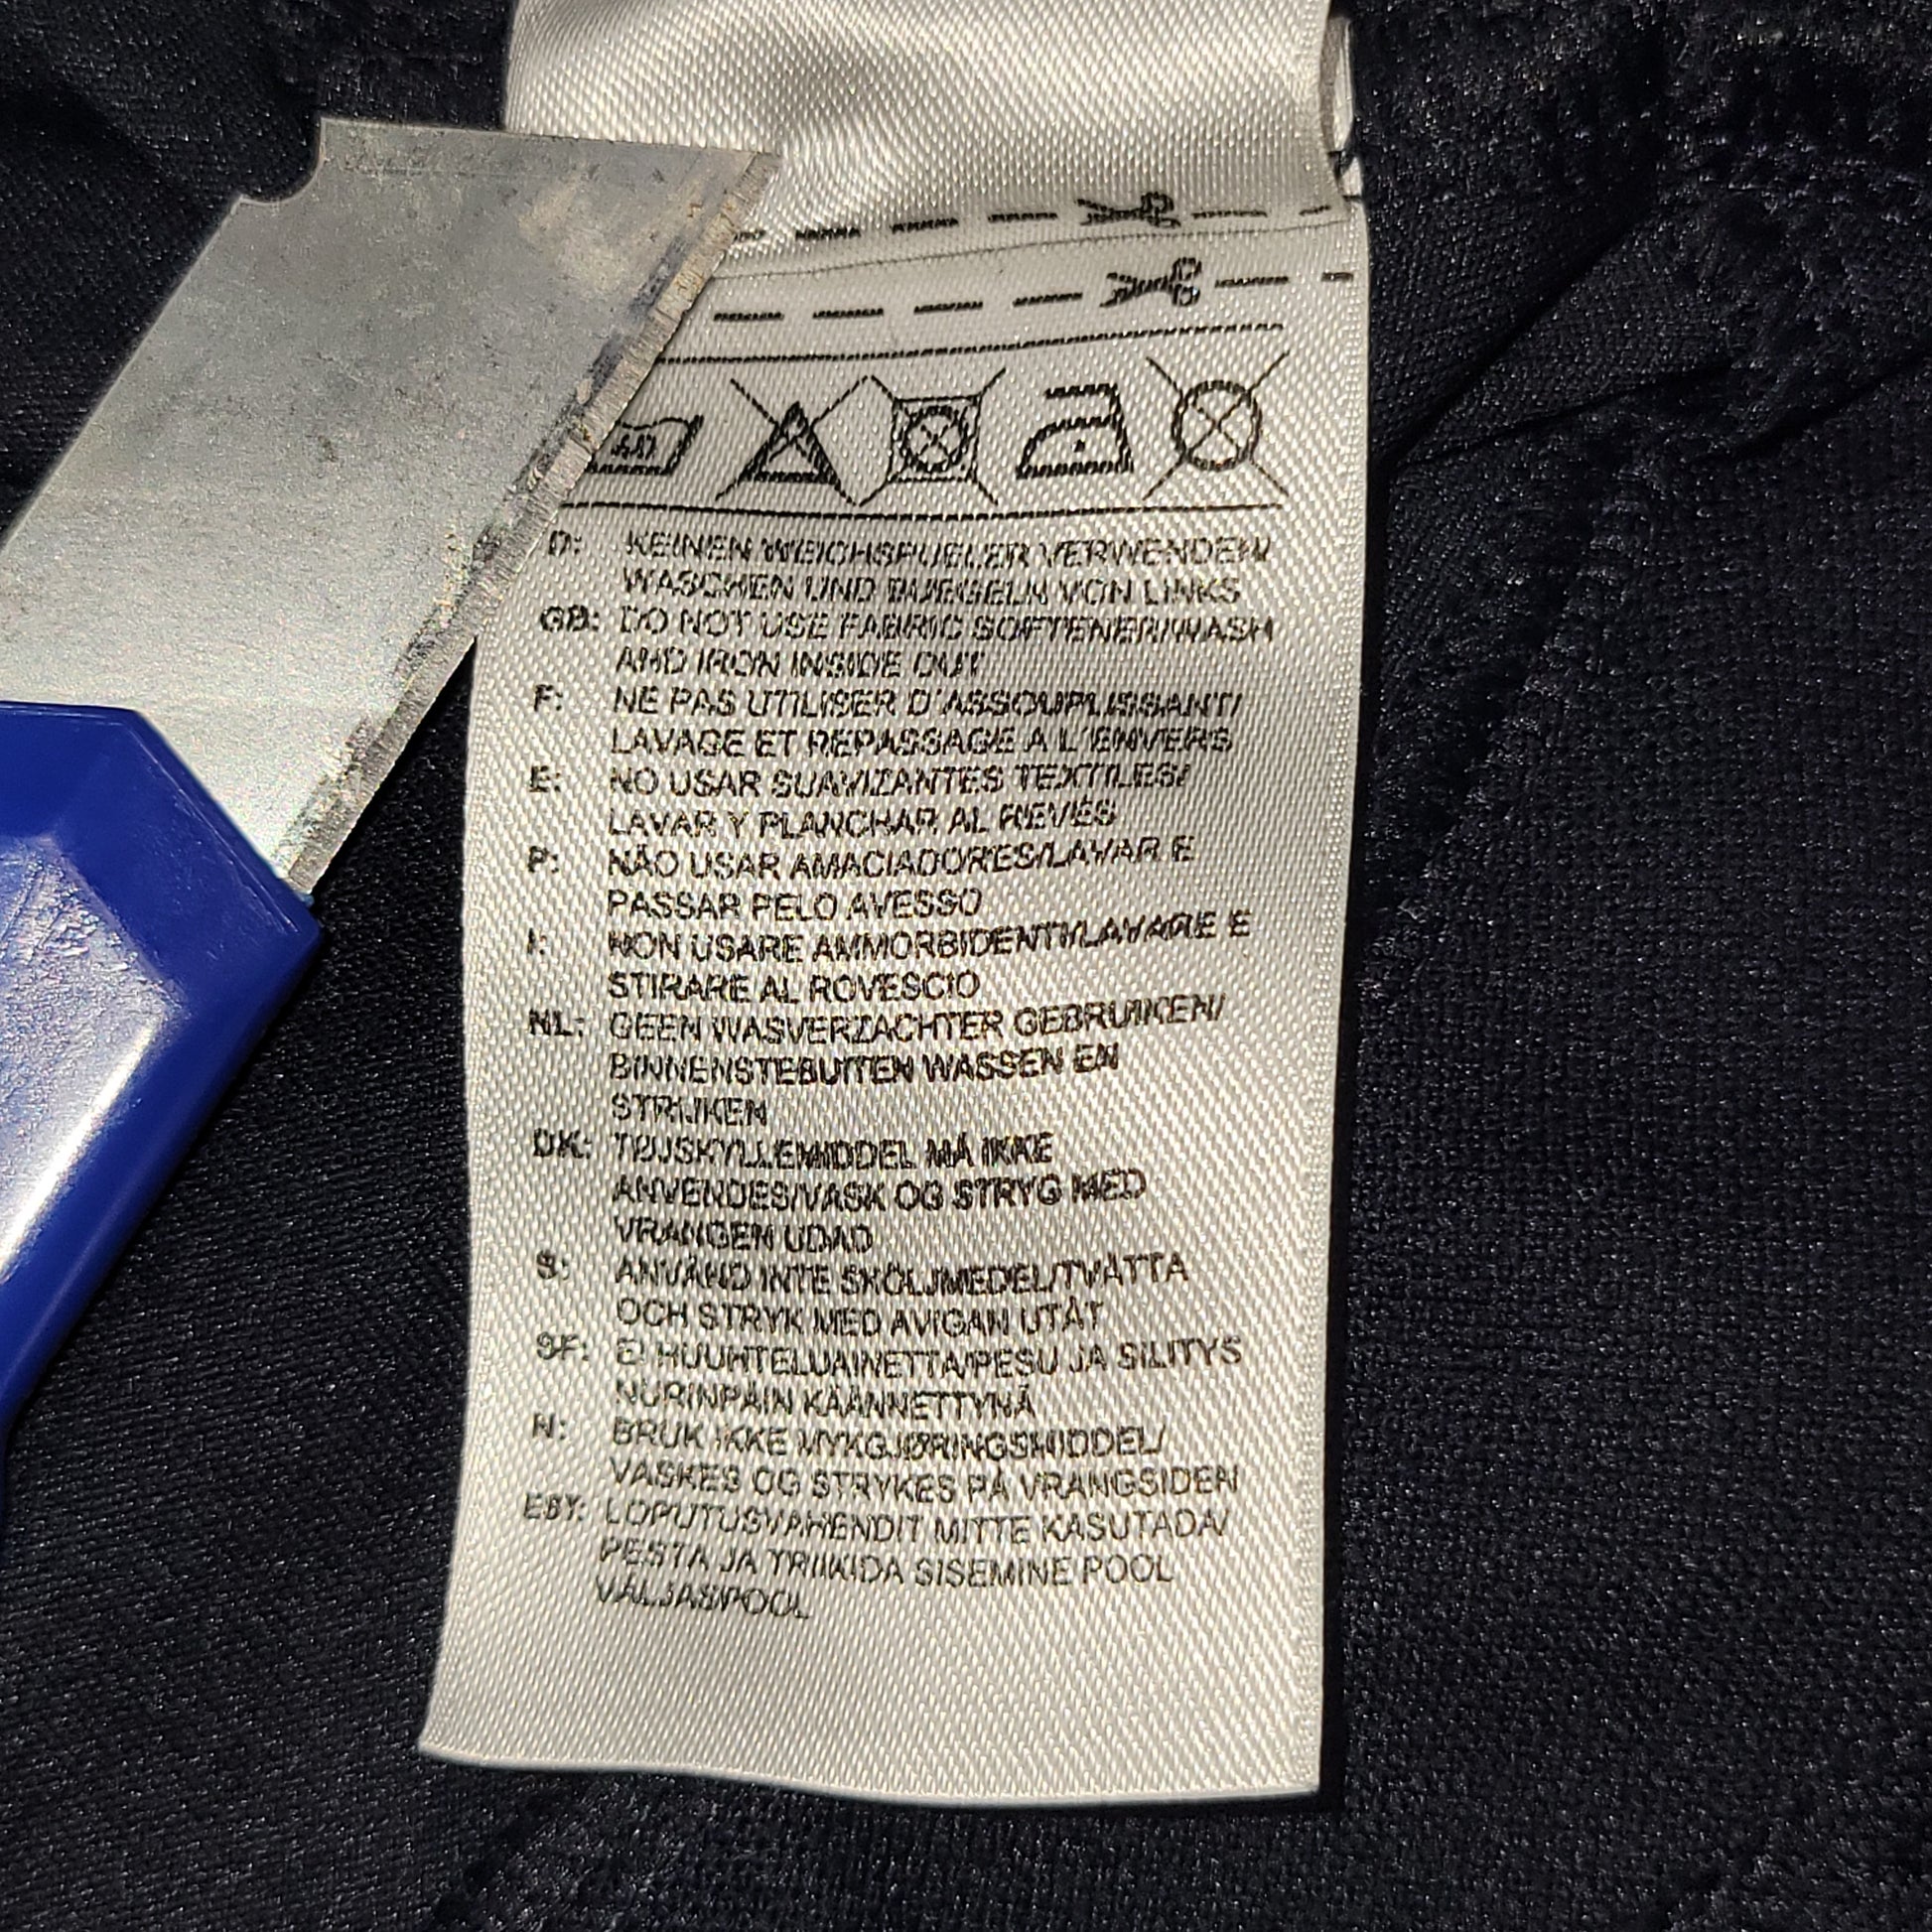 40
D: KEINEN WEICHSPUELER VERWENDEN/
WASCHEN UND BUEGELN VON LINKS
GB: DO NOT USE FABRIC SOFTENER/WASH
AND IRON INSIDE OUT
F: NE PAS UTILISER D'ASSOUPLISSANT/
LAVAGE ET REPASSAGE A L'ENVERS
E: NO USAR SUAVIZANTES TEXTILES/
LAVAR Y PLANCHAR AL REVÉS
P: NÃO USAR AMACIADORES/LAVAR E
PASSAR PELO AVESSO
I: NON USARE AMMORBIDENTI/LAVARE E
STIRARE AL ROVESCIO
NL: GEEN WASVERZACHTER GEBRUIKEN/
BINNENSTEBUITEN WASSEN EN
STRIJKEN
DK: TØJSKYLLEMIDDEL MÅ IKKE
ANVENDES/VASK OG STRYG MED
VRANGEN UDAD
S: ANVÄND INTE SKÖLJMEDEL/TVÄTTA
OCH STRYK MED AVIGAN UTÅT
SF: EI HUUHTELUAINETTA/PESU JA SILITYS
NURINPÄIN KÄÄNNETTYNÄ
N: BRUK IKKE MYKGJØRINGSMIDDEL/
VASKES OG STRYKES PÅ VRANGSIDEN
EST: LOPUTUSVAHENDIT MITTE KASUTADA/
PESTA JA TRIIKIDA SISEMINE POOL
VÄLJASPOOL